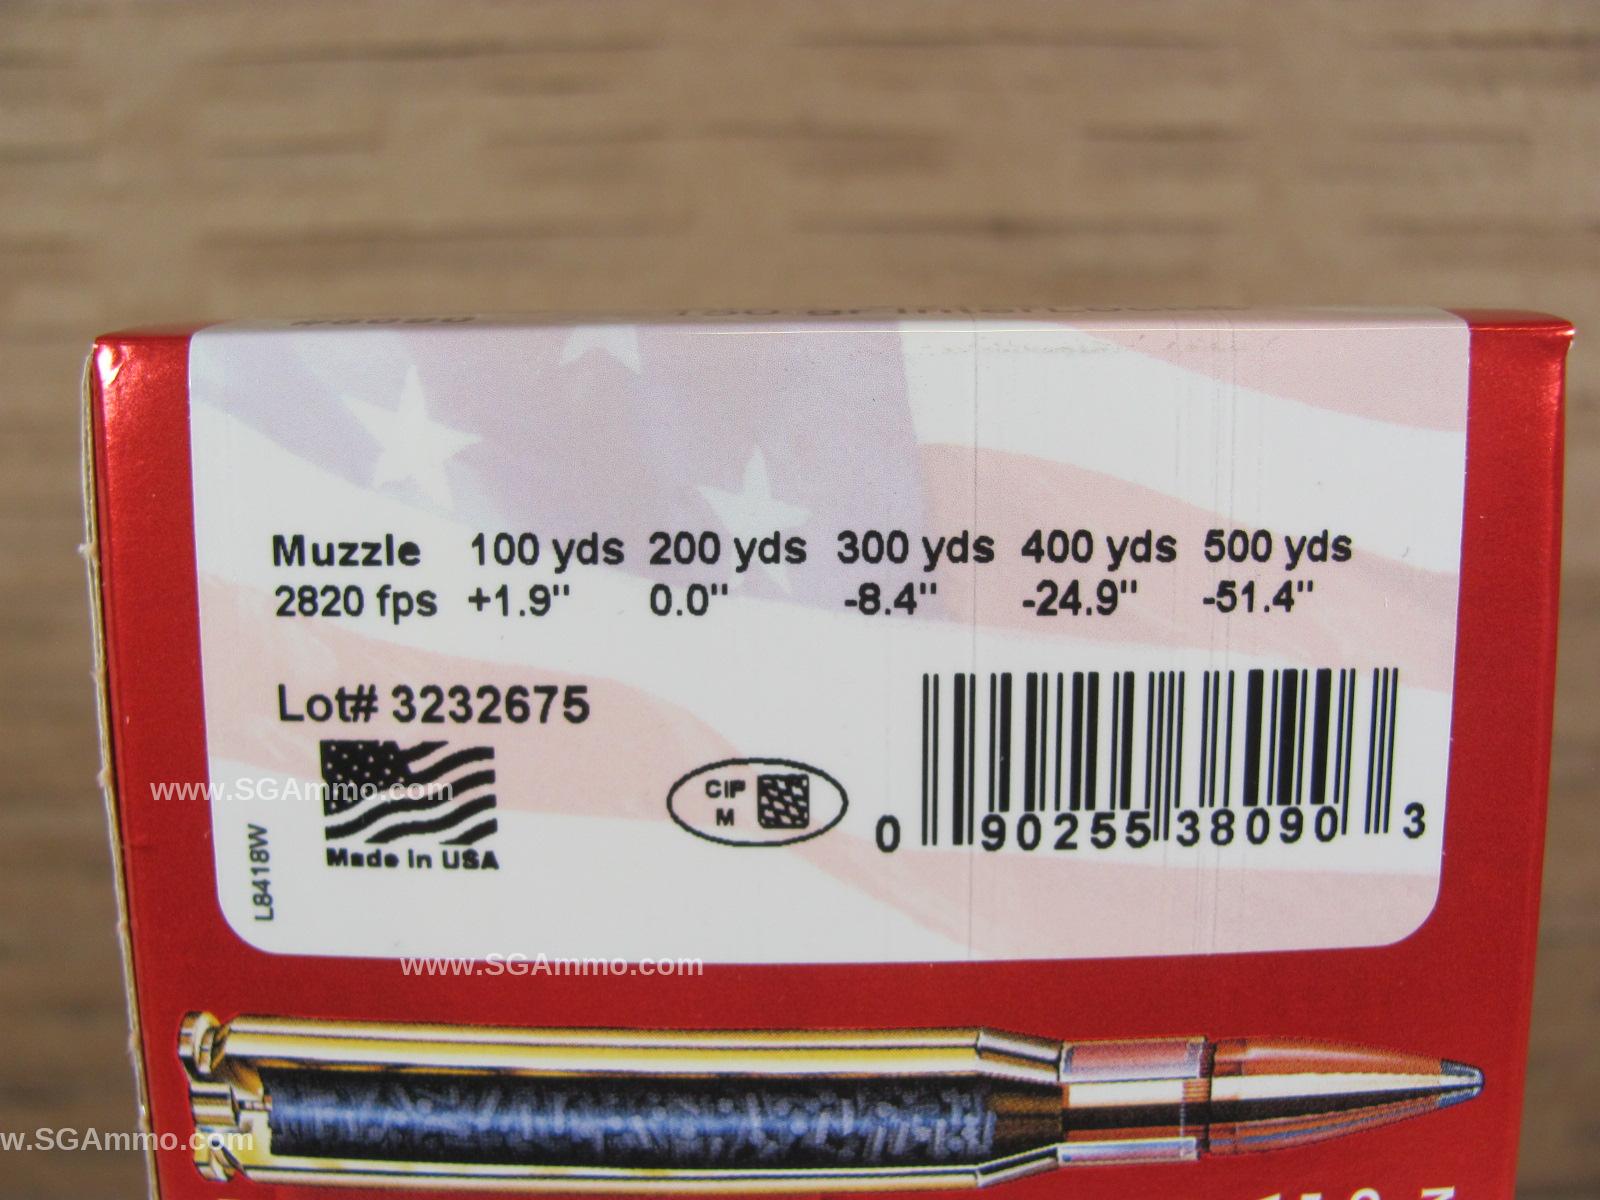 Muzzle 100 yds 200 yds 300 yds 400 yds 500 yds
2820 fps +1.9" 0.0" -8.4" -24.9" -51.4"
Lot# 3232675
www.SGAmmo.com
CIP
M
0 90255 38090 3
Made in USA
L8418W
www.SGAmmo.com
w.SGAmmo.com